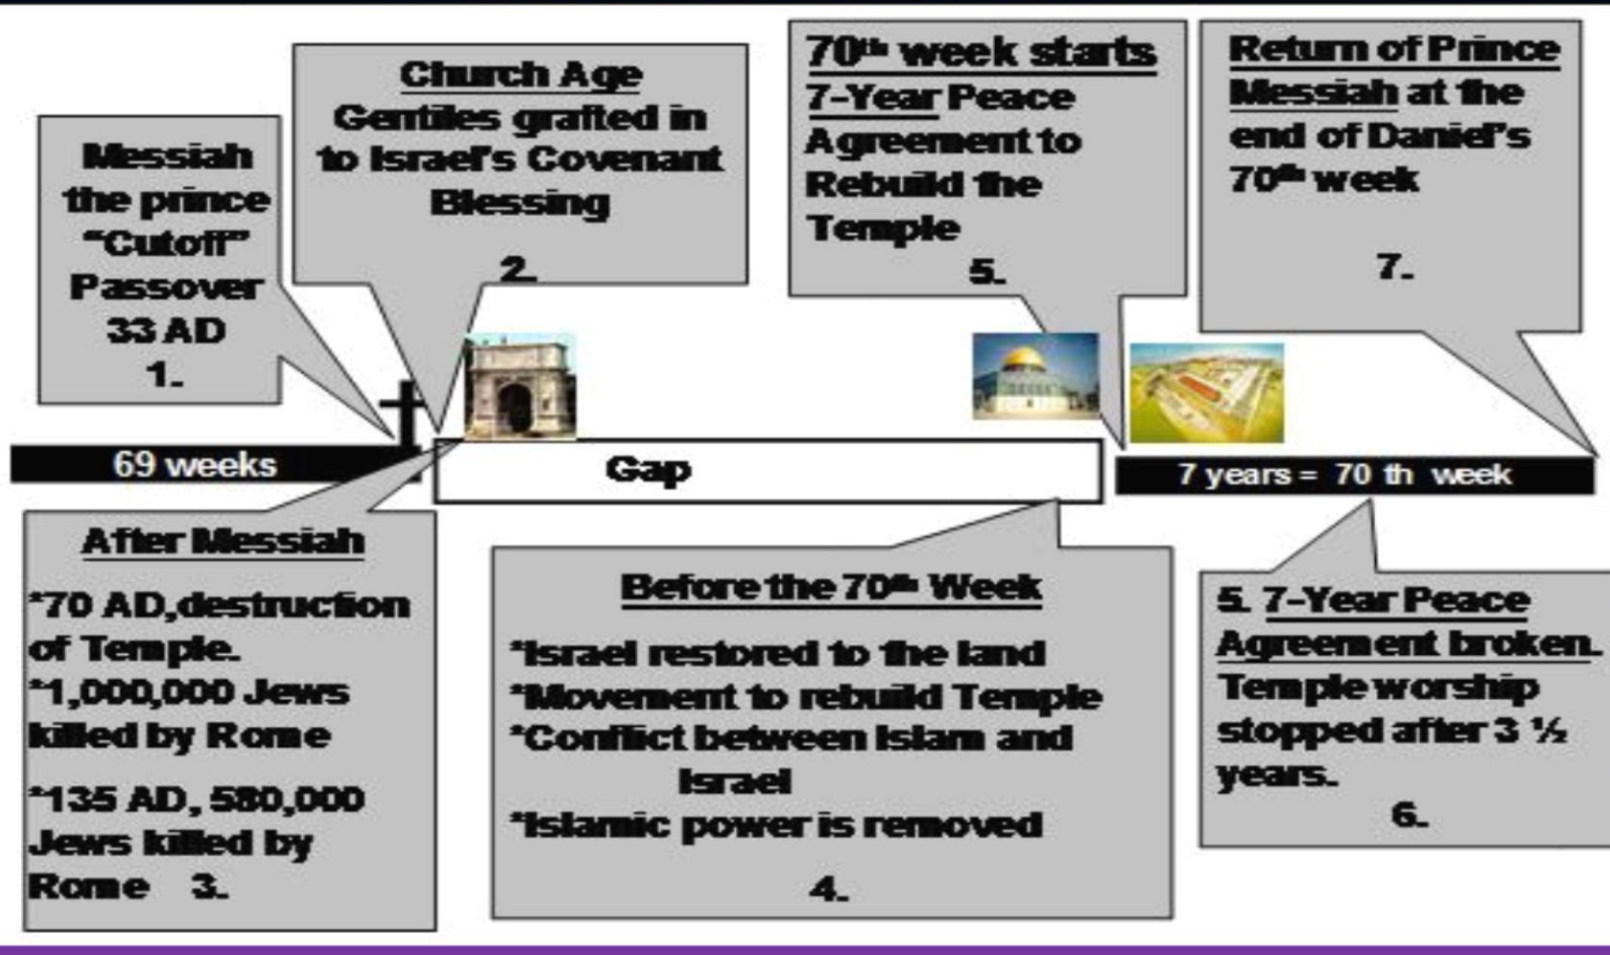 Messiah
the prince
“Cutoff”
Passover
33 AD
1.
Church Age
Gentiles grafted in
to Israel's Covenant
Blessing
2.
70th week starts
7-Year Peace
Agreement to
Rebuild the
Temple
5.
Return of Prince
Messiah at the
end of Daniel's
70th week
7.
69 weeks
Gap
7 years = 70 th week
After Messiah
*70 AD,destruction
of Temple.
*1,000,000 Jews
killed by Rome
*135 AD, 580,000
Jews killed by
Rome 3.
Before the 70th Week
*Israel restored to the land
*Movement to rebuild Temple
*Conflict between Islam and
Israel
*Islamic power is removed
4.
5. 7-Year Peace
Agreement broken.
Temple worship
stopped after 3 ½
years.
6.